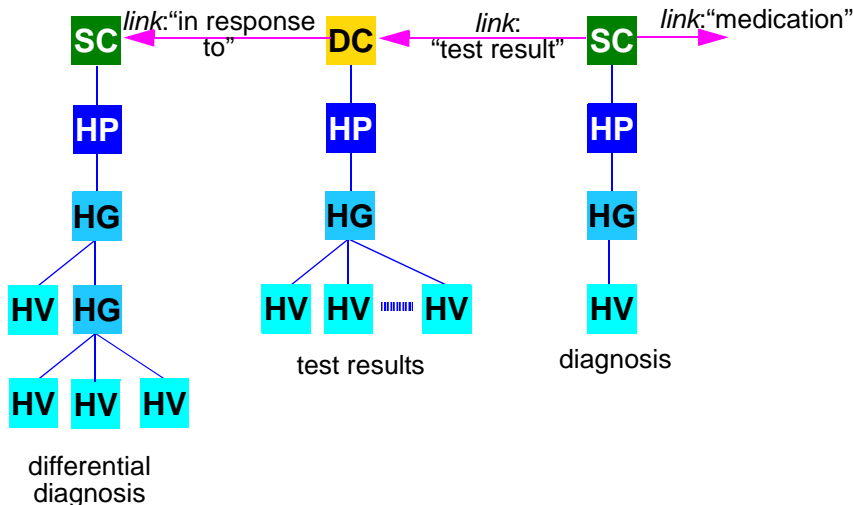 SC
link:“in response
to”
DC
link:
“test result”
SC
link:“medication”
HP
HP
HP
HG
HG
HG
HV
HG
HV
HV
HV
HV
HV
HV
HV
test results
diagnosis
differential
diagnosis